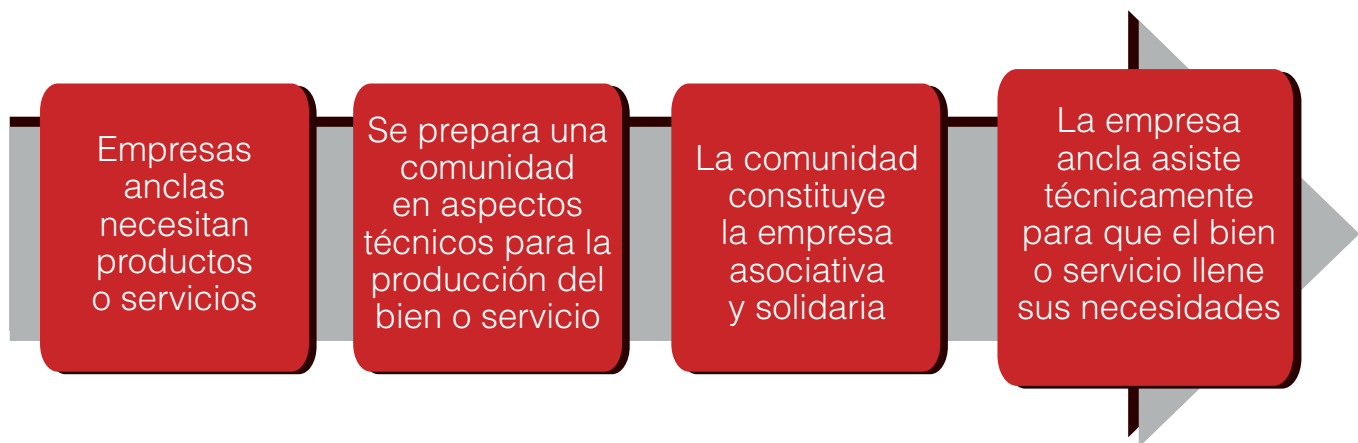 Empresas
anclas
necesitan
productos
o servicios
Se prepara una
comunidad
en aspectos
técnicos para la
producción del
bien o servicio
La comunidad
constituye
la empresa
asociativa
y solidaria
La empresa
ancla asiste
técnicamente
para que el bien
o servicio llene
sus necesidades